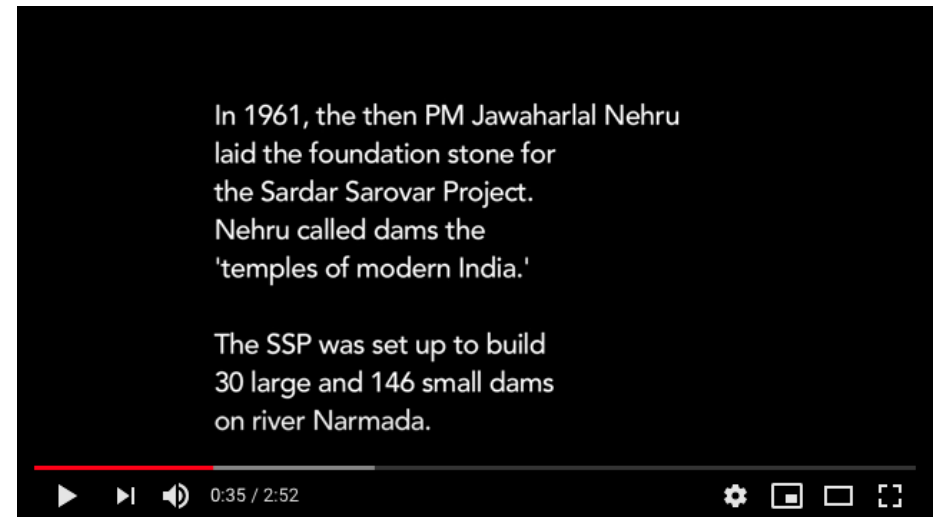 In 1961, the then PM Jawaharlal Nehru
laid the foundation stone for
the Sardar Sarovar Project.
Nehru called dams the
'temples of modern India.'
The SSP was set up to build
30 large and 146 small dams
on river Narmada.
0:35 / 2:52